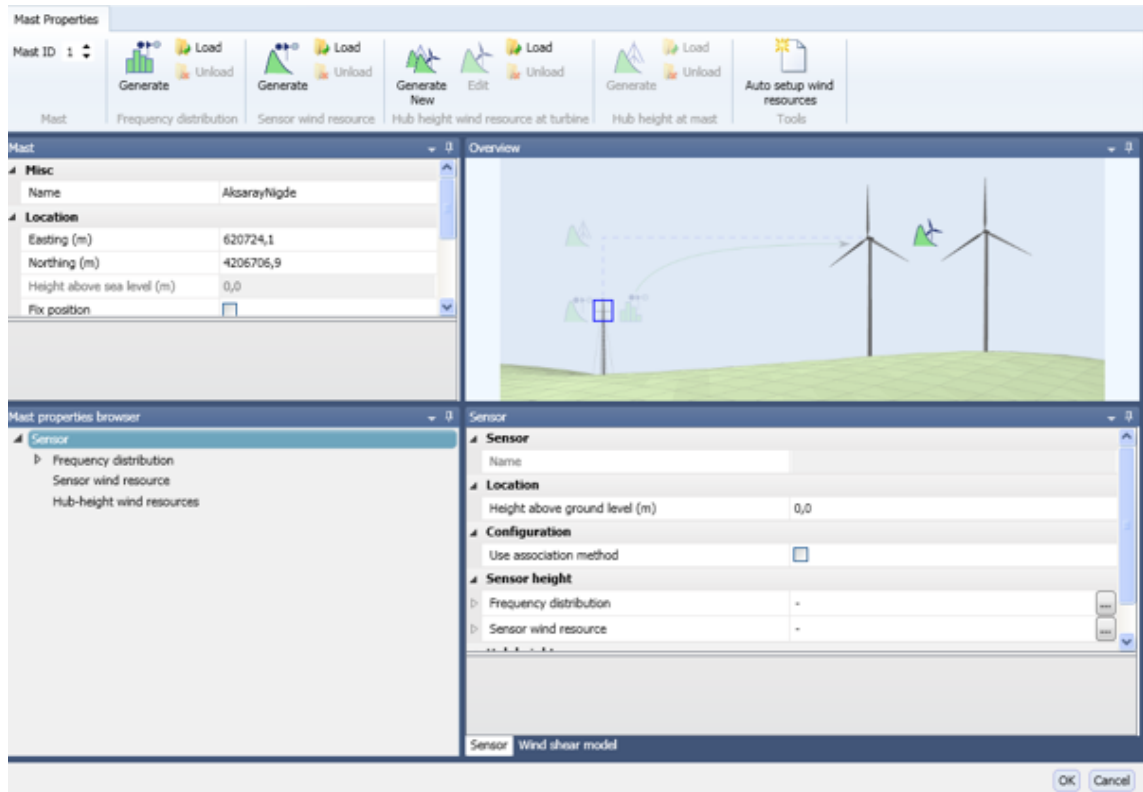 Mast Properties
Mast ID 1
Generate
Load
Unload
Generate
Load
Unload
Generate New
Edit
Load
Unload
Generate
Load
Unload
Auto setup wind resources
Mast
Frequency distribution
Sensor wind resource
Hub height wind resource at turbine
Hub height at mast
Tools
Mast
Misc
Name AksarayNigde
Location
Easting (m) 620724,1
Northing (m) 4206706,9
Height above sea level (m) 0,0
Fix position
Overview
Mast properties browser
Sensor
Frequency distribution
Sensor wind resource
Hub-height wind resources
Sensor
Sensor
Name
Location
Height above ground level (m) 0,0
Configuration
Use association method
Sensor height
Frequency distribution - ...
Sensor wind resource - ...
Sensor Wind shear model
OK Cancel